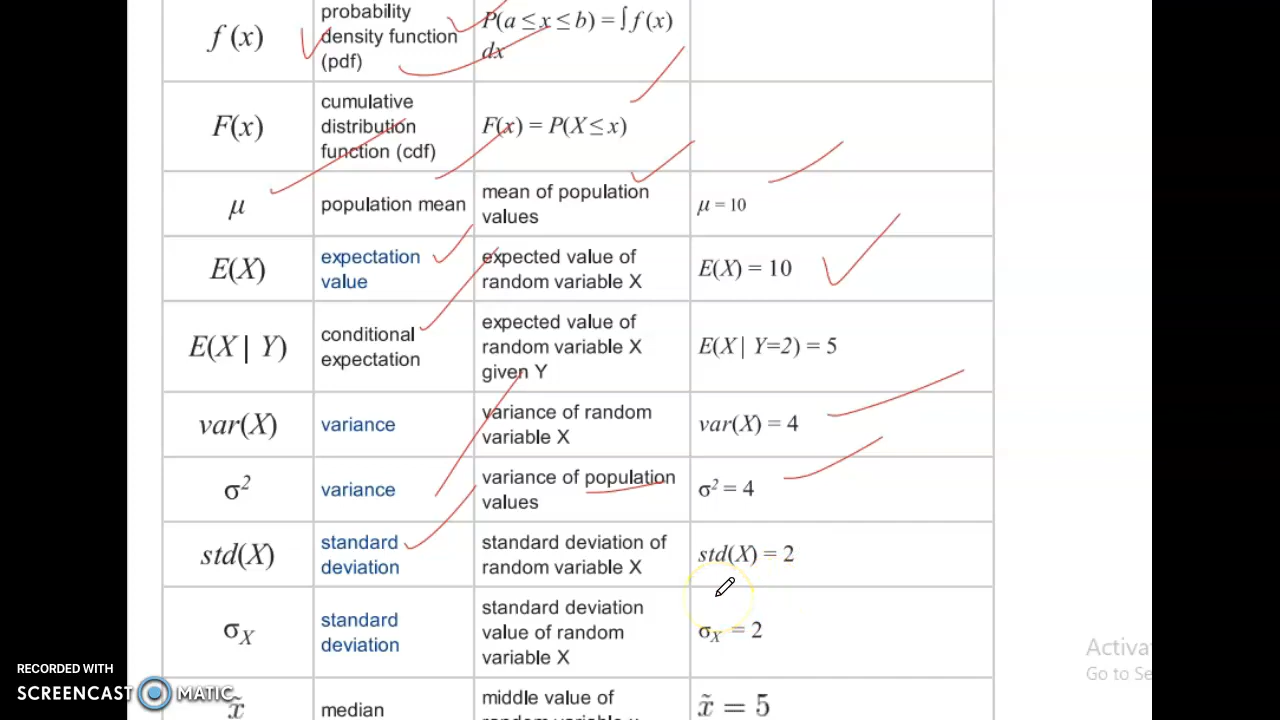 f (x)
probability
density function
(pdf)
P(a ≤ x ≤ b) = ∫ f (x)
dx
F(x)
cumulative
distribution
function (cdf)
F(x) = P(X ≤ x)
μ
population mean
mean of population
values
μ = 10
E(X)
expectation
value
expected value of
random variable X
E(X) = 10
E(X | Y)
conditional
expectation
expected value of
random variable X
given Y
E(X | Y=2) = 5
var(X)
variance
variance of random
variable X
var(X) = 4
σ²
variance
variance of population
values
σ² = 4
std(X)
standard
deviation
standard deviation of
random variable X
std(X) = 2
σX
standard
deviation
standard deviation
value of random
variable X
σX = 2
x̃
median
middle value of
x̃ = 5
Go to Se
RECORDED WITH
SCREENCAST MATIC